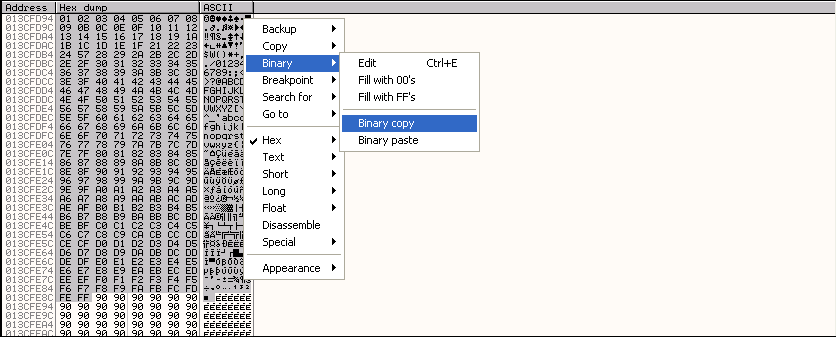 Address Hex dump ASCII
013CFD94 01 02 03 04 05 06 07 08
013CFD9C 09 0B 0C 0E 0F 10 11 12
013CFDA4 13 14 15 16 17 18 19 1A
013CFDAC 1B 1C 1D 1E 1F 21 22 23
013CFDB4 24 57 28 29 2A 2B 2C 2D $W()*+,-
013CFDBC 2E 2F 30 31 32 33 34 35 ./012345
013CFDC4 36 37 38 39 3A 3B 3C 3D 6789:;<
013CFDCC 3E 3F 40 41 42 43 44 45 >?@ABCD
013CFDD4 46 47 48 49 4A 4B 4C 4D FGHIJKL
013CFDDC 4E 4F 50 51 52 53 54 55 NOPQRST
013CFDE4 56 57 58 59 5A 5B 5C 5D VWXYZ[\
013CFDEC 5E 5F 60 61 62 63 64 65 ^_`abcd
013CFDF4 66 67 68 69 6A 6B 6C 6D fghijkl
013CFDFC 6E 6F 70 71 72 73 74 75 nopqrst
013CFE04 76 77 78 79 7A 7B 7C 7D vwxyz{|
013CFE0C 7E 7F 80 81 82 83 84 85
013CFE14 86 87 88 89 8A 8B 8C 8D
013CFE1C 8E 8F 90 91 92 93 94 95
013CFE24 96 97 98 99 9A 9B 9C 9D
013CFE2C 9E 9F A0 A1 A2 A3 A4 A5
013CFE34 A6 A7 A8 A9 AA AB AC AD
013CFE3C AE AF B0 B1 B2 B3 B4 B5
013CFE44 B6 B7 B8 B9 BA BB BC BD
013CFE4C BE BF C0 C1 C2 C3 C4 C5
013CFE54 C6 C7 C8 C9 CA CB CC CD
013CFE5C CE CF D0 D1 D2 D3 D4 D5
013CFE64 D6 D7 D8 D9 DA DB DC DD
013CFE6C DE DF E0 E1 E2 E3 E4 E5
013CFE74 E6 E7 E8 E9 EA EB EC ED
013CFE7C EE EF F0 F1 F2 F3 F4 F5
013CFE84 F6 F7 F8 F9 FA FB FC FD
013CFE8C FE FF 90 90 90 90 90 90 ÉÉÉÉÉÉ
013CFE94 90 90 90 90 90 90 90 90 ÉÉÉÉÉÉÉÉ
013CFE9C 90 90 90 90 90 90 90 90 ÉÉÉÉÉÉÉÉ
013CFEA4 90 90 90 90 90 90 90 90 ÉÉÉÉÉÉÉÉ
013CFEAC 90 90 90 90 90 90 90 90 ÉÉÉÉÉÉÉÉ
Backup
Copy
Binary
Breakpoint
Search for
Go to
Hex
Text
Short
Long
Float
Disassemble
Special
Appearance
Edit Ctrl+E
Fill with 00's
Fill with FF's
Binary copy
Binary paste